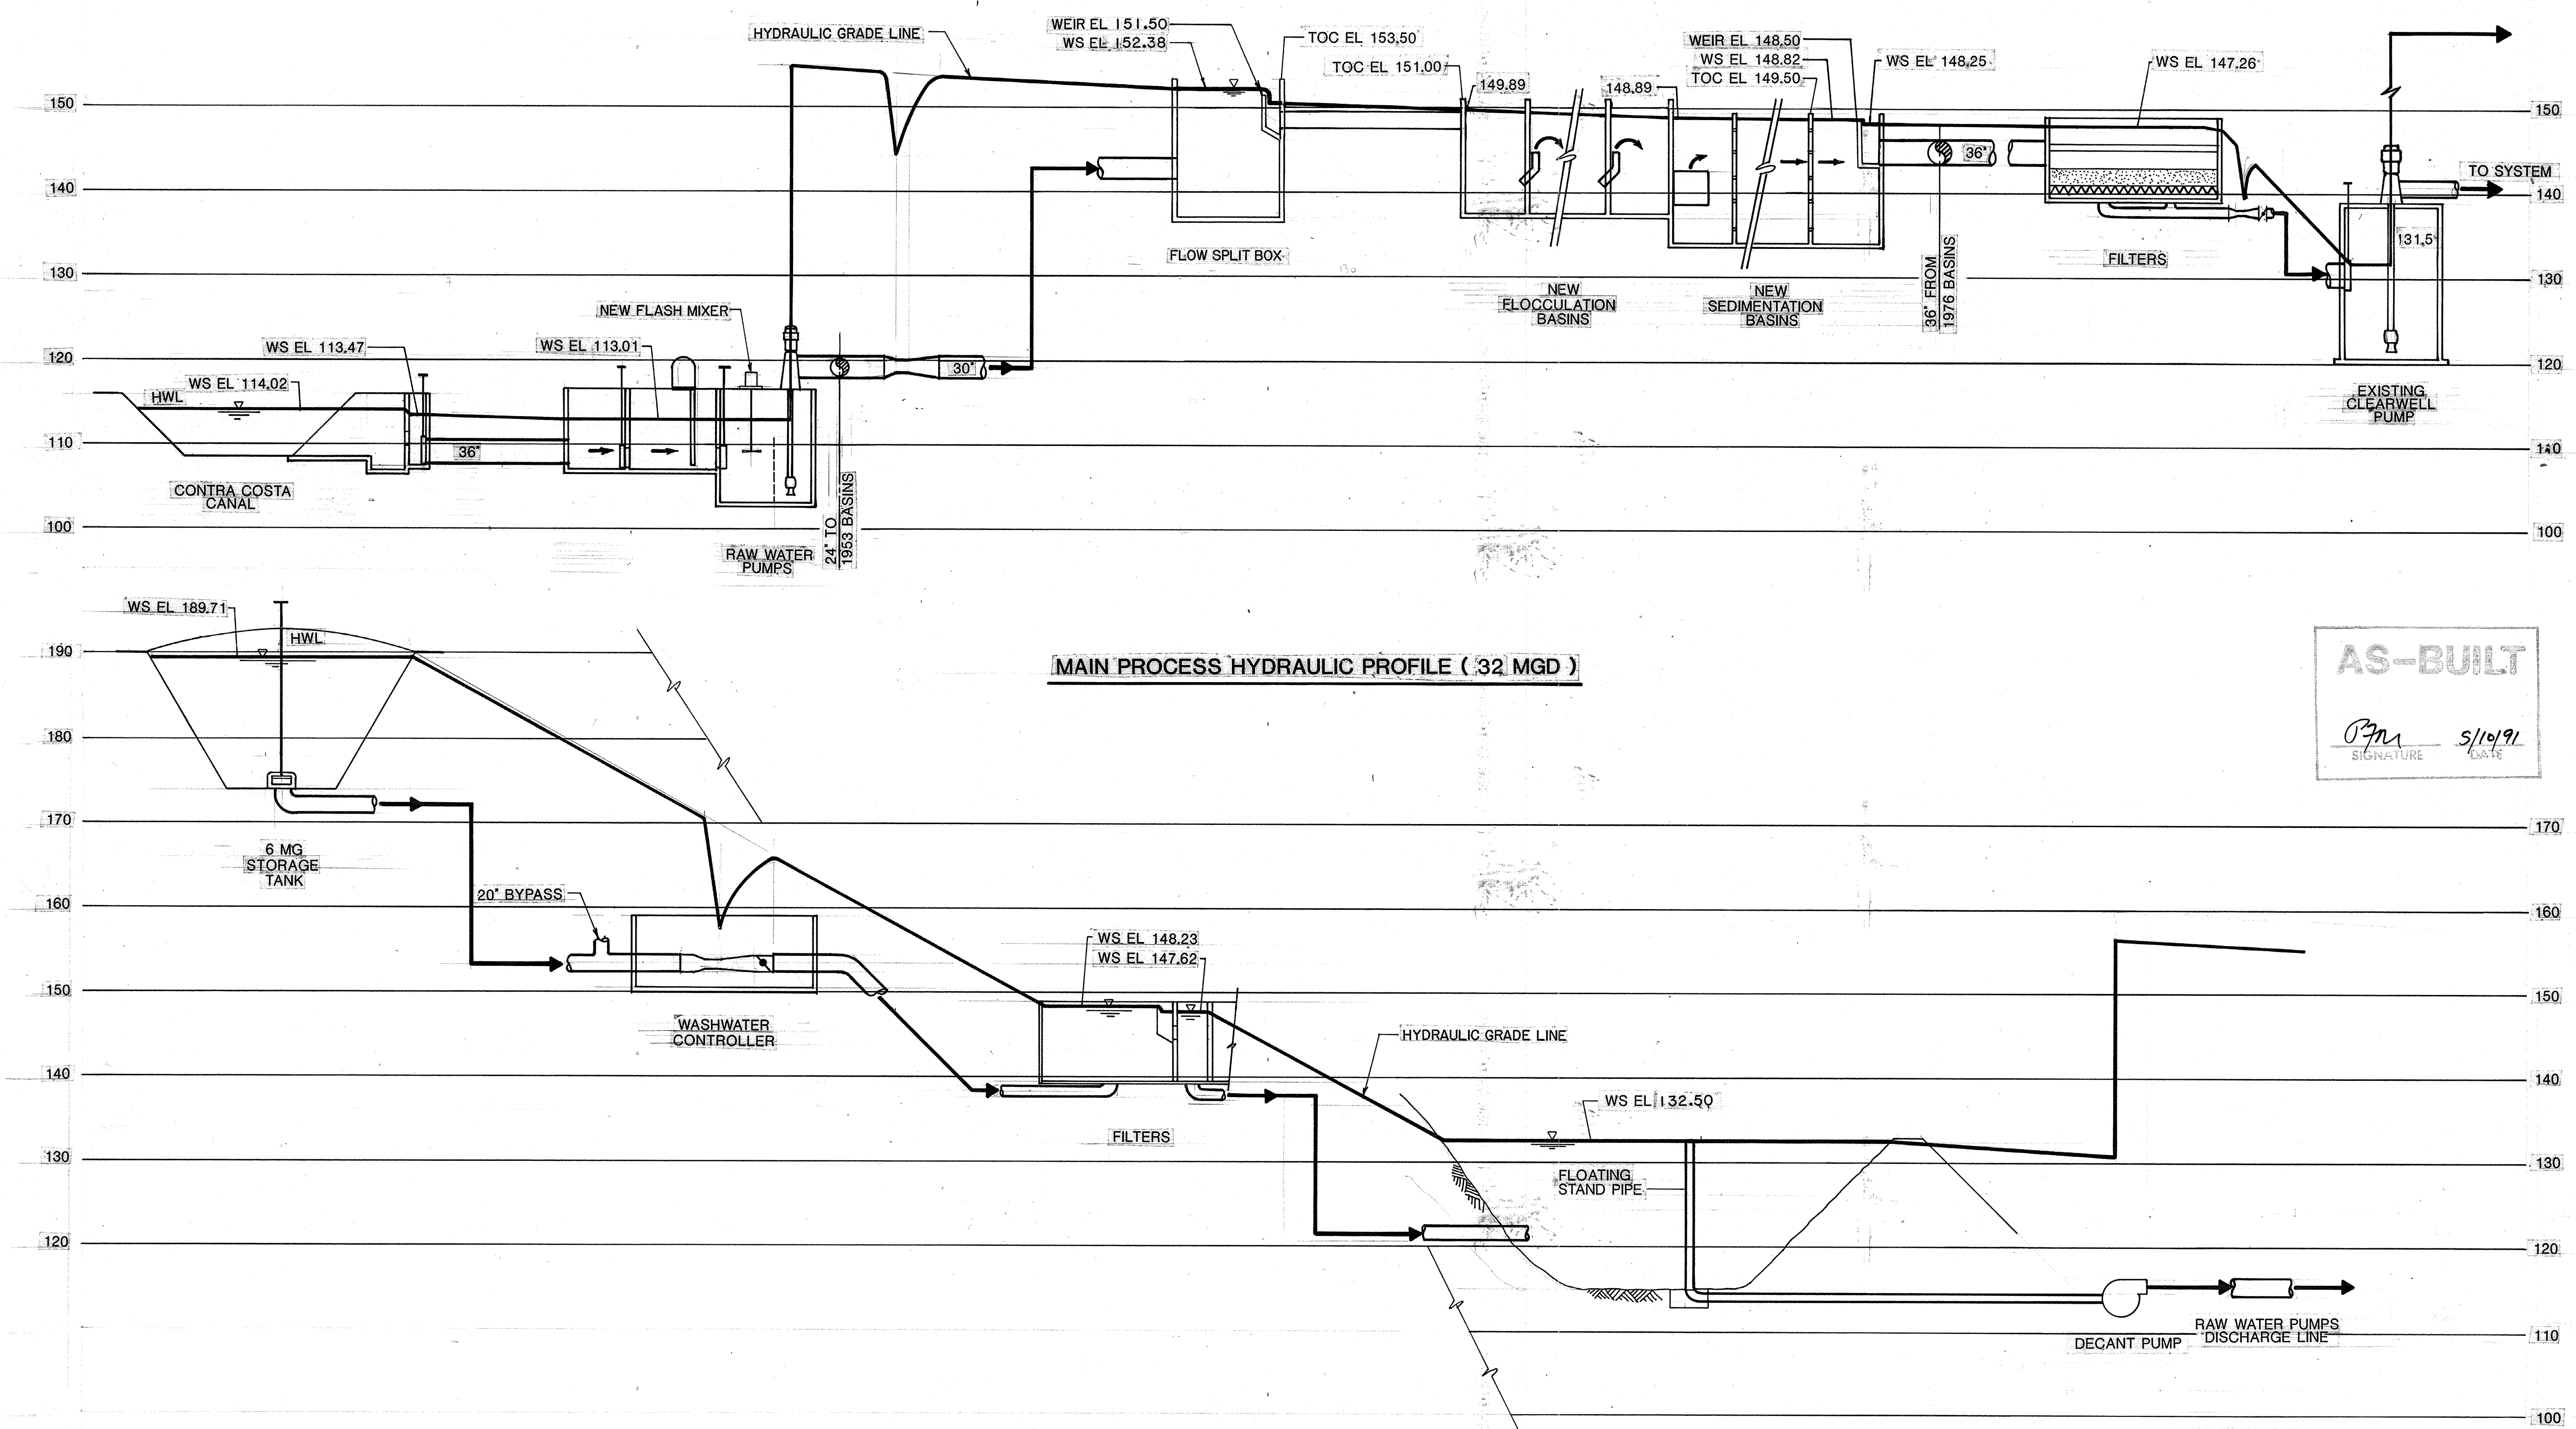 WEIR EL 151.50
WS EL 152.38
HYDRAULIC GRADE LINE
TOC EL 153.50
TOC EL 151.00
149.89
148.89
WEIR EL 148.50
WS EL 148.82
TOC EL 149.50
WS EL 148.25
WS EL 147.26
150
150
140
140
130
130
120
120
110
110
100
100
36"
TO SYSTEM
131.5
FLOW SPLIT BOX
NEW
FLOCCULATION
BASINS
NEW
SEDIMENTATION
BASINS
36" FROM
1976 BASINS
FILTERS
EXISTING
CLEARWELL
PUMP
NEW FLASH MIXER
WS EL 113.47
WS EL 113.01
WS EL 114.02
HWL
30"
36"
CONTRA COSTA
CANAL
RAW WATER
PUMPS
24" TO
1953 BASINS
MAIN PROCESS HYDRAULIC PROFILE ( 32 MGD )
AS-BUILT
5/10/91
SIGNATURE
DATE
WS EL 189.71
HWL
190
180
170
170
160
160
150
150
140
140
130
130
120
120
110
100
6 MG
STORAGE
TANK
20" BYPASS
WASHWATER
CONTROLLER
WS EL 148.23
WS EL 147.62
FILTERS
HYDRAULIC GRADE LINE
WS EL 132.50
FLOATING
STAND PIPE
DECANT PUMP
RAW WATER PUMPS
DISCHARGE LINE